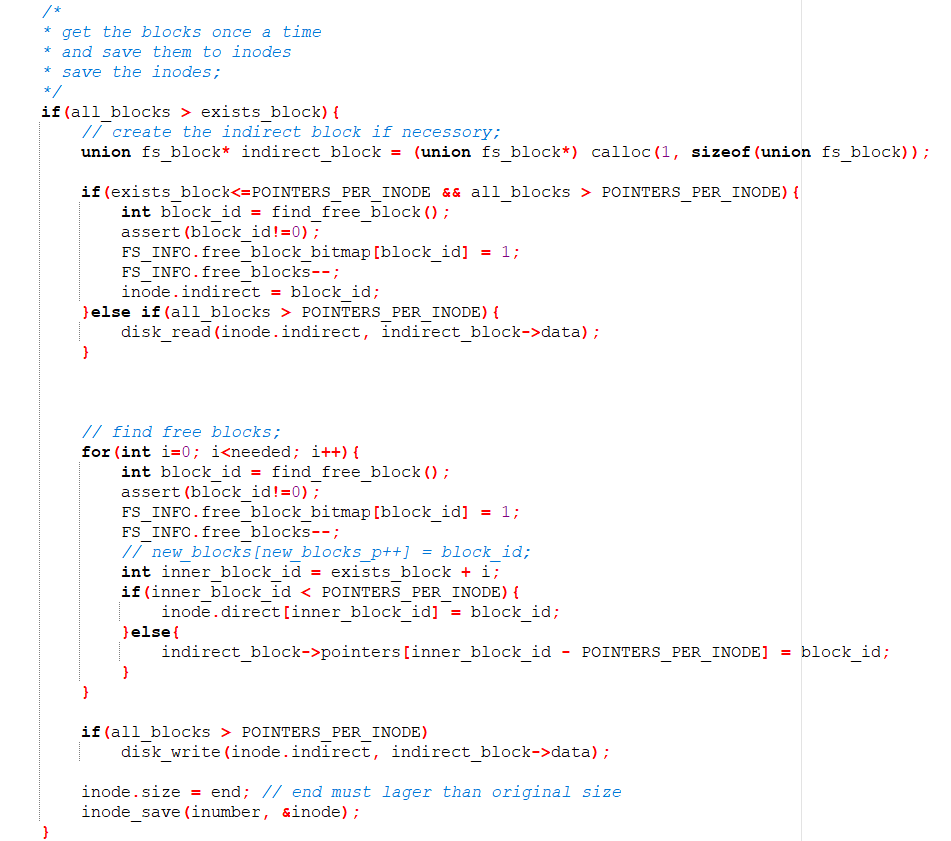 /*
* get the blocks once a time
* and save them to inodes
* save the inodes;
*/
if(all_blocks > exists_block){
// create the indirect block if necessory;
union fs_block* indirect_block = (union fs_block*) calloc(1, sizeof(union fs_block));
if(exists_block<=POINTERS_PER_INODE && all_blocks > POINTERS_PER_INODE){
int block_id = find_free_block();
assert(block_id!=0);
FS_INFO.free_block_bitmap[block_id] = 1;
FS_INFO.free_blocks--;
inode.indirect = block_id;
}else if(all_blocks > POINTERS_PER_INODE){
disk_read(inode.indirect, indirect_block->data);
}
// find free blocks;
for(int i=0; i<needed; i++){
int block_id = find_free_block();
assert(block_id!=0);
FS_INFO.free_block_bitmap[block_id] = 1;
FS_INFO.free_blocks--;
// new_blocks[new_blocks_p++] = block_id;
int inner_block_id = exists_block + i;
if(inner_block_id < POINTERS_PER_INODE){
inode.direct[inner_block_id] = block_id;
}else{
indirect_block->pointers[inner_block_id - POINTERS_PER_INODE] = block_id;
}
}
if(all_blocks > POINTERS_PER_INODE)
disk_write(inode.indirect, indirect_block->data);
inode.size = end; // end must lager than original size
inode_save(inumber, &inode);
}